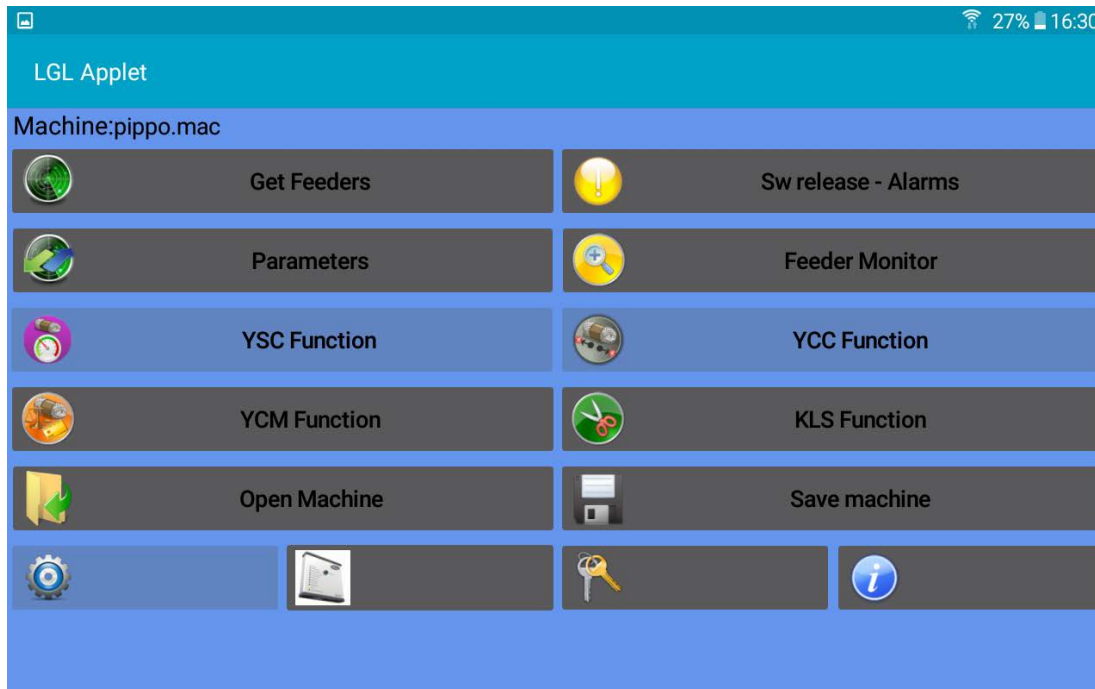 27% 16:30
LGL Applet
Machine:pippo.mac
Get Feeders
Sw release - Alarms
Parameters
Feeder Monitor
YSC Function
YCC Function
YCM Function
KLS Function
Open Machine
Save machine